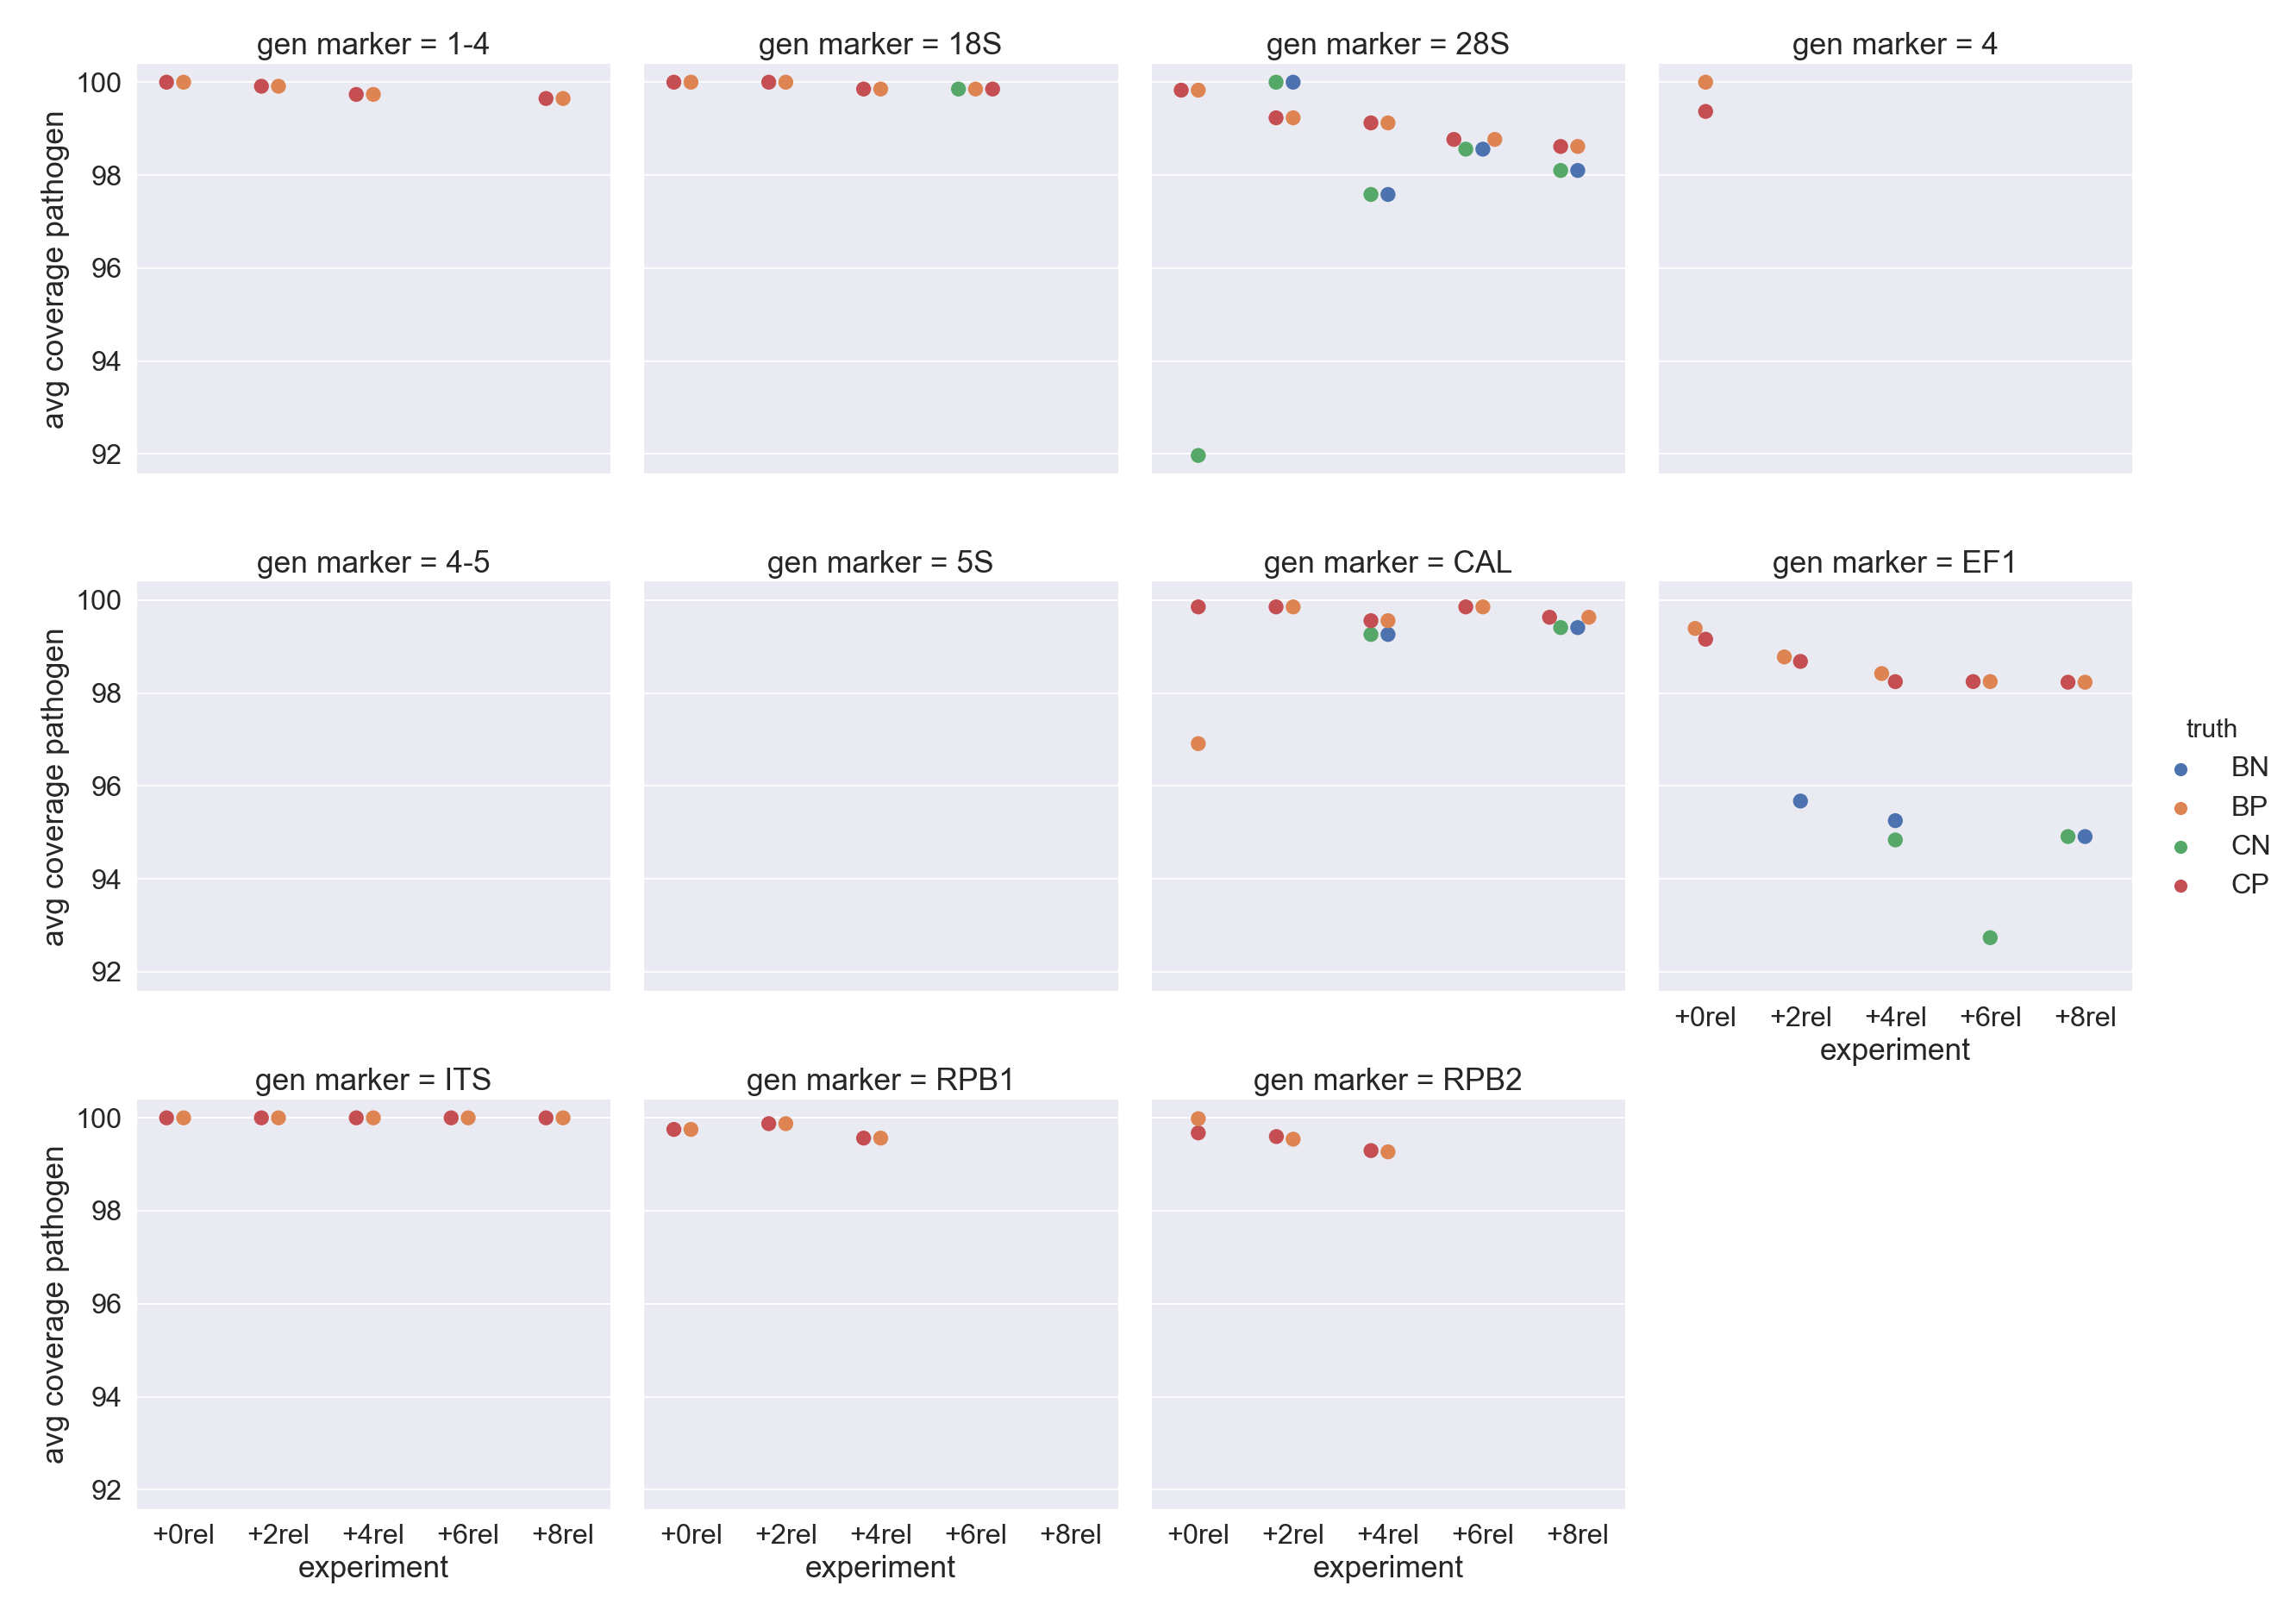 gen marker = 1-4
gen marker = 18S
gen marker = 28S
gen marker = 4
avg coverage pathogen
100
98
96
94
92
gen marker = 4-5
gen marker = 5S
gen marker = CAL
gen marker = EF1
avg coverage pathogen
100
98
96
94
92
+0rel +2rel +4rel +6rel +8rel
experiment
truth
BN
BP
CN
CP
gen marker = ITS
gen marker = RPB1
gen marker = RPB2
avg coverage pathogen
100
98
96
94
92
+0rel +2rel +4rel +6rel +8rel
experiment
+0rel +2rel +4rel +6rel +8rel
experiment
+0rel +2rel +4rel +6rel +8rel
experiment